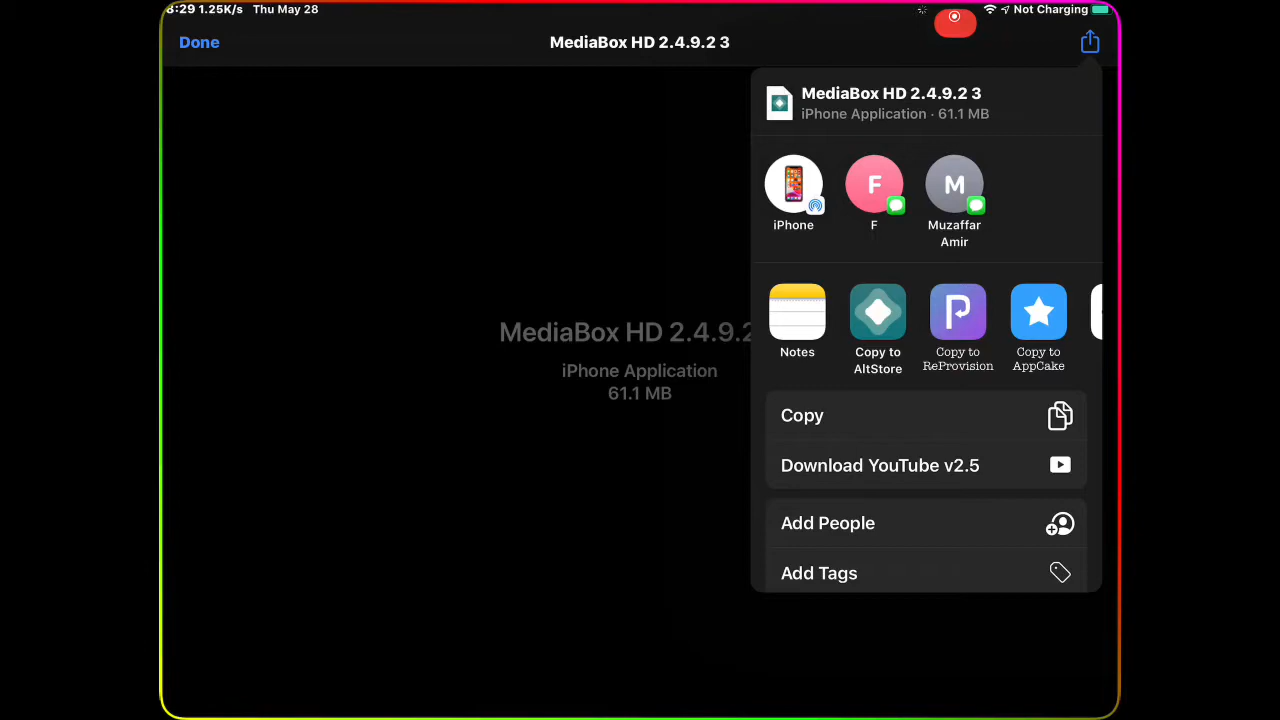 8:29 1.25K/s Thu May 28
Not Charging
Done
MediaBox HD 2.4.9.2 3
MediaBox HD 2.4.9.2 3
iPhone Application · 61.1 MB
F
M
iPhone
F
Muzaffar
Amir
MediaBox HD 2.4.9.2
iPhone Application
61.1 MB
Notes
Copy to
AltStore
Copy to
ReProvision
Copy to
AppCake
Copy
Download YouTube v2.5
Add People
Add Tags